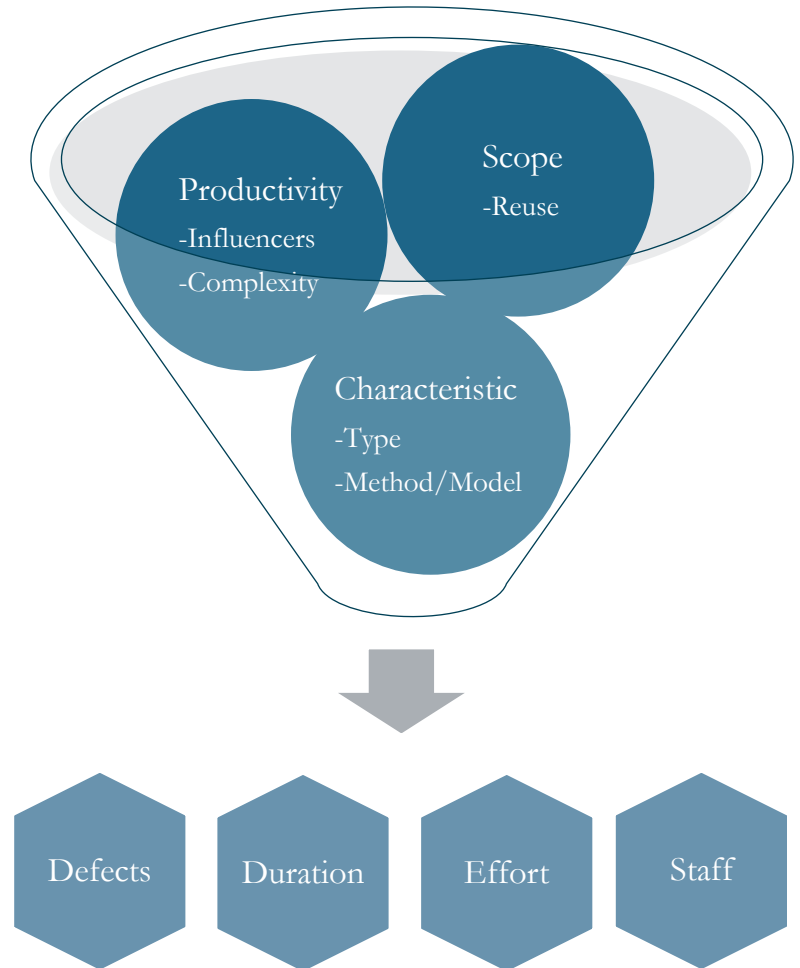 Scope
-Reuse
Productivity
-Influencers
-Complexity
Characteristic
-Type
-Method/Model
Defects
Duration
Effort
Staff